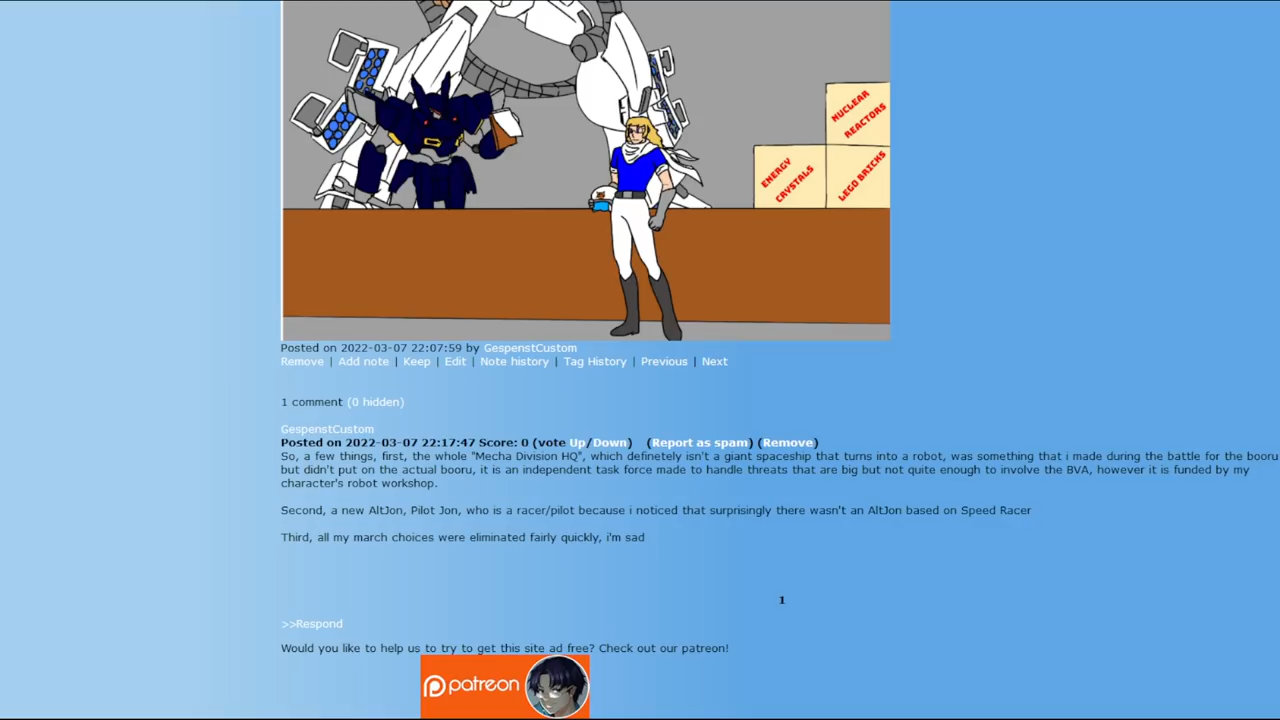 NUCLEAR
REACTORS
ENERGY
CRYSTALS
LEGO BRICKS
Posted on 2022-03-07 22:07:59 by GespenstCustom
Remove | Add note | Keep | Edit | Note history | Tag History | Previous | Next
1 comment (0 hidden)
GespenstCustom
Posted on 2022-03-07 22:17:47 Score: 0 (vote Up/Down) (Report as spam) (Remove)
So, a few things, first, the whole "Mecha Division HQ", which definetely isn't a giant spaceship that turns into a robot, was something that i made during the battle for the booru
but didn't put on the actual booru, it is an independent task force made to handle threats that are big but not quite enough to involve the BVA, however it is funded by my
character's robot workshop.
Second, a new AltJon, Pilot Jon, who is a racer/pilot because i noticed that surprisingly there wasn't an AltJon based on Speed Racer
Third, all my march choices were eliminated fairly quickly, i'm sad
1
>>Respond
Would you like to help us to try to get this site ad free? Check out our patreon!
patreon